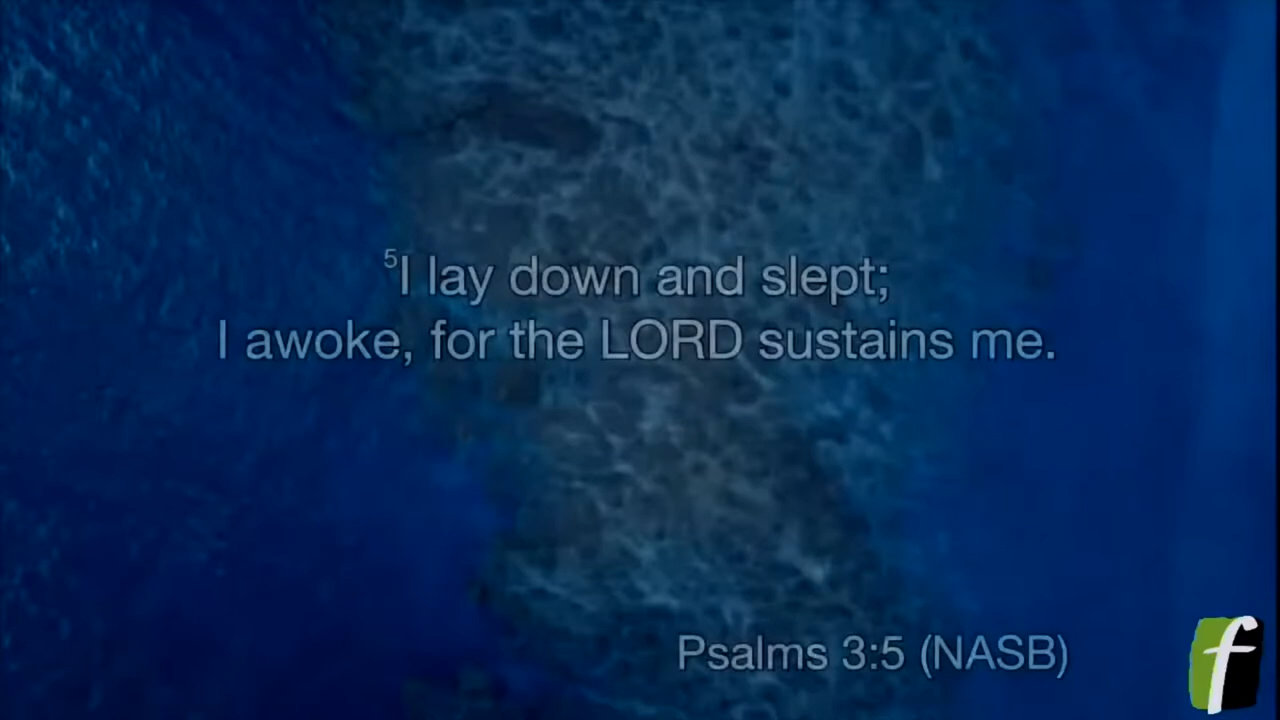 ⁵I lay down and slept;
I awoke, for the LORD sustains me.
Psalms 3:5 (NASB)
f